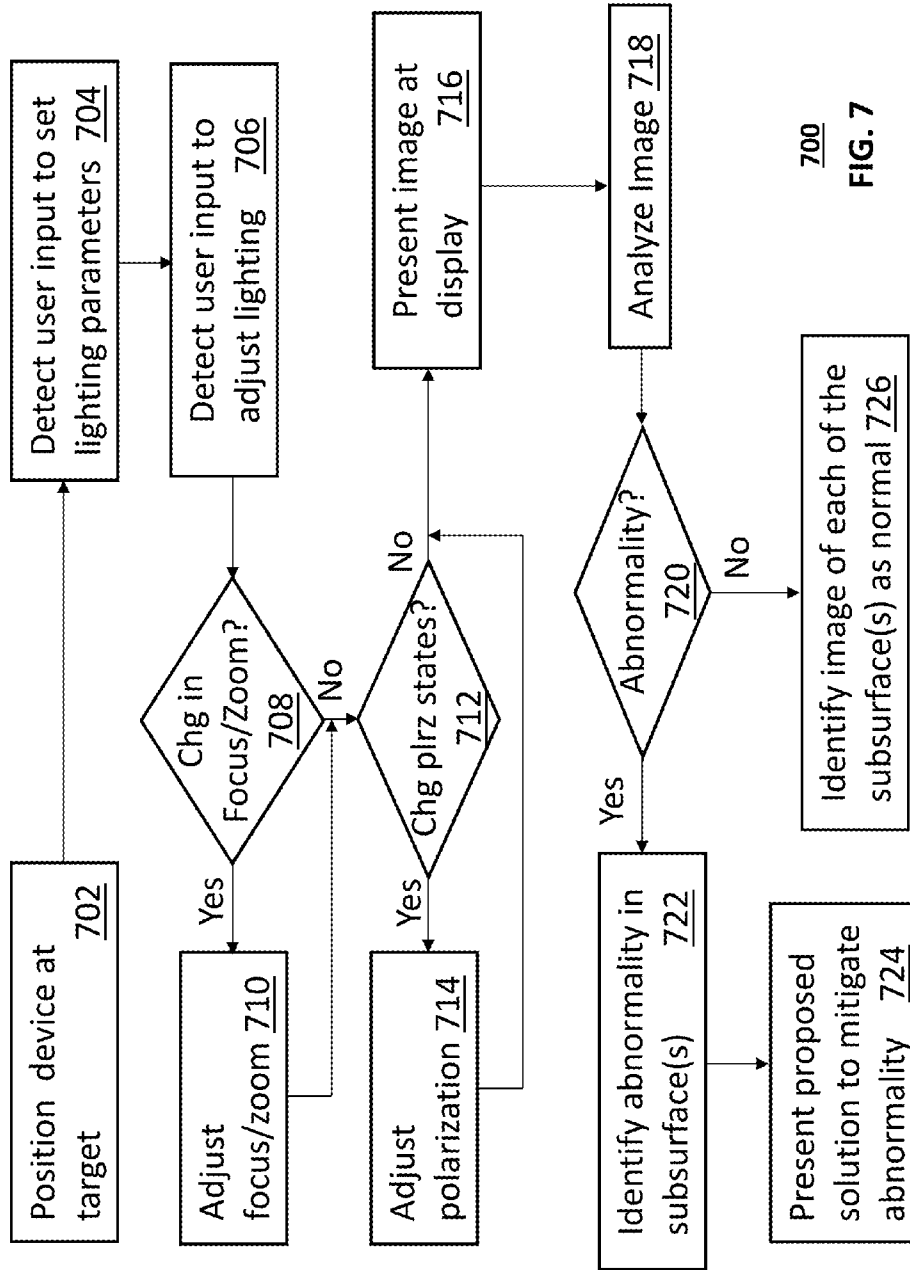 Position device at
target 702
Detect user input to set
lighting parameters 704
Detect user input to
adjust lighting 706
Chg in
Focus/Zoom?
708
Yes
No
Adjust
focus/zoom 710
Chg plrz states?
712
Yes
No
Adjust
polarization 714
Present image at
display 716
Analyze Image 718
Abnormality?
720
Yes
No
Identify abnormality in
subsurface(s) 722
Present proposed
solution to mitigate
abnormality 724
Identify image of each of the
subsurface(s) as normal 726
700
FIG. 7